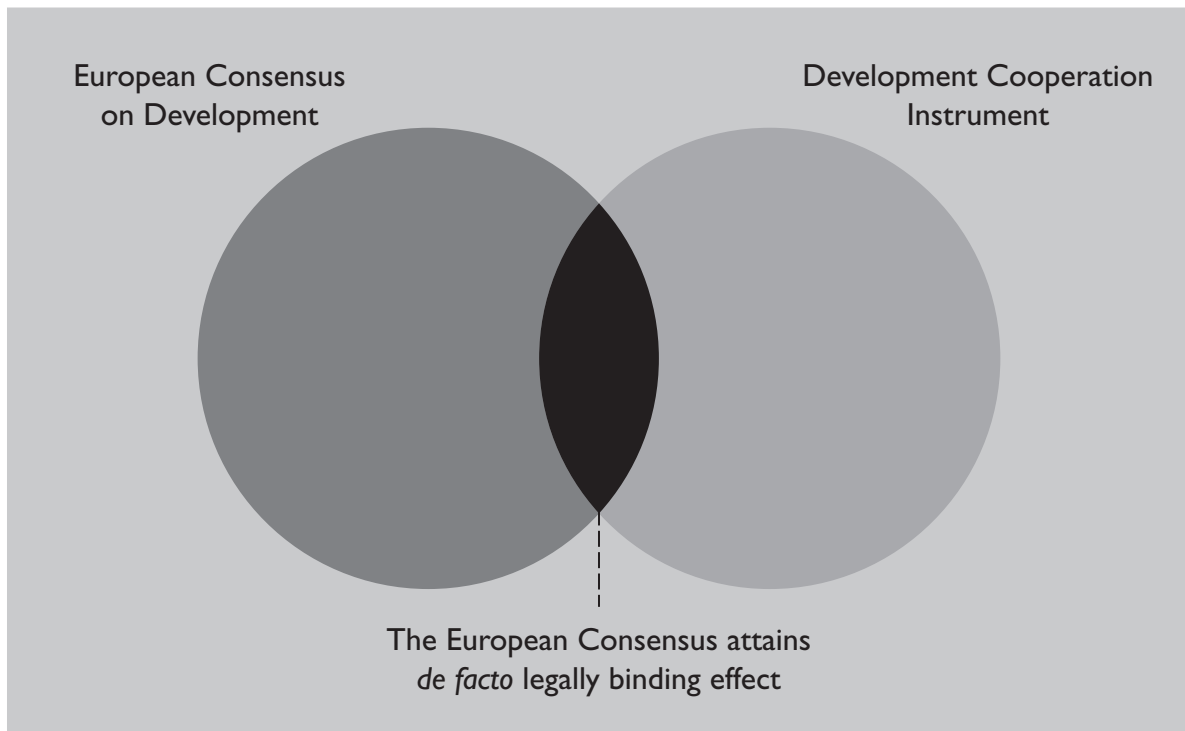 European Consensus
on Development
Development Cooperation
Instrument
The European Consensus attains
de facto legally binding effect